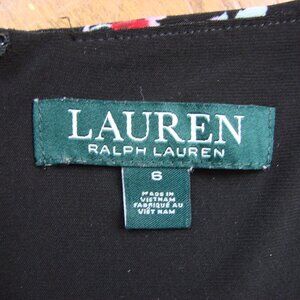 LAUREN
RALPH LAUREN
6
MADE IN
VIETNAM
FABRIQUÉ AU
VIÊT NAM